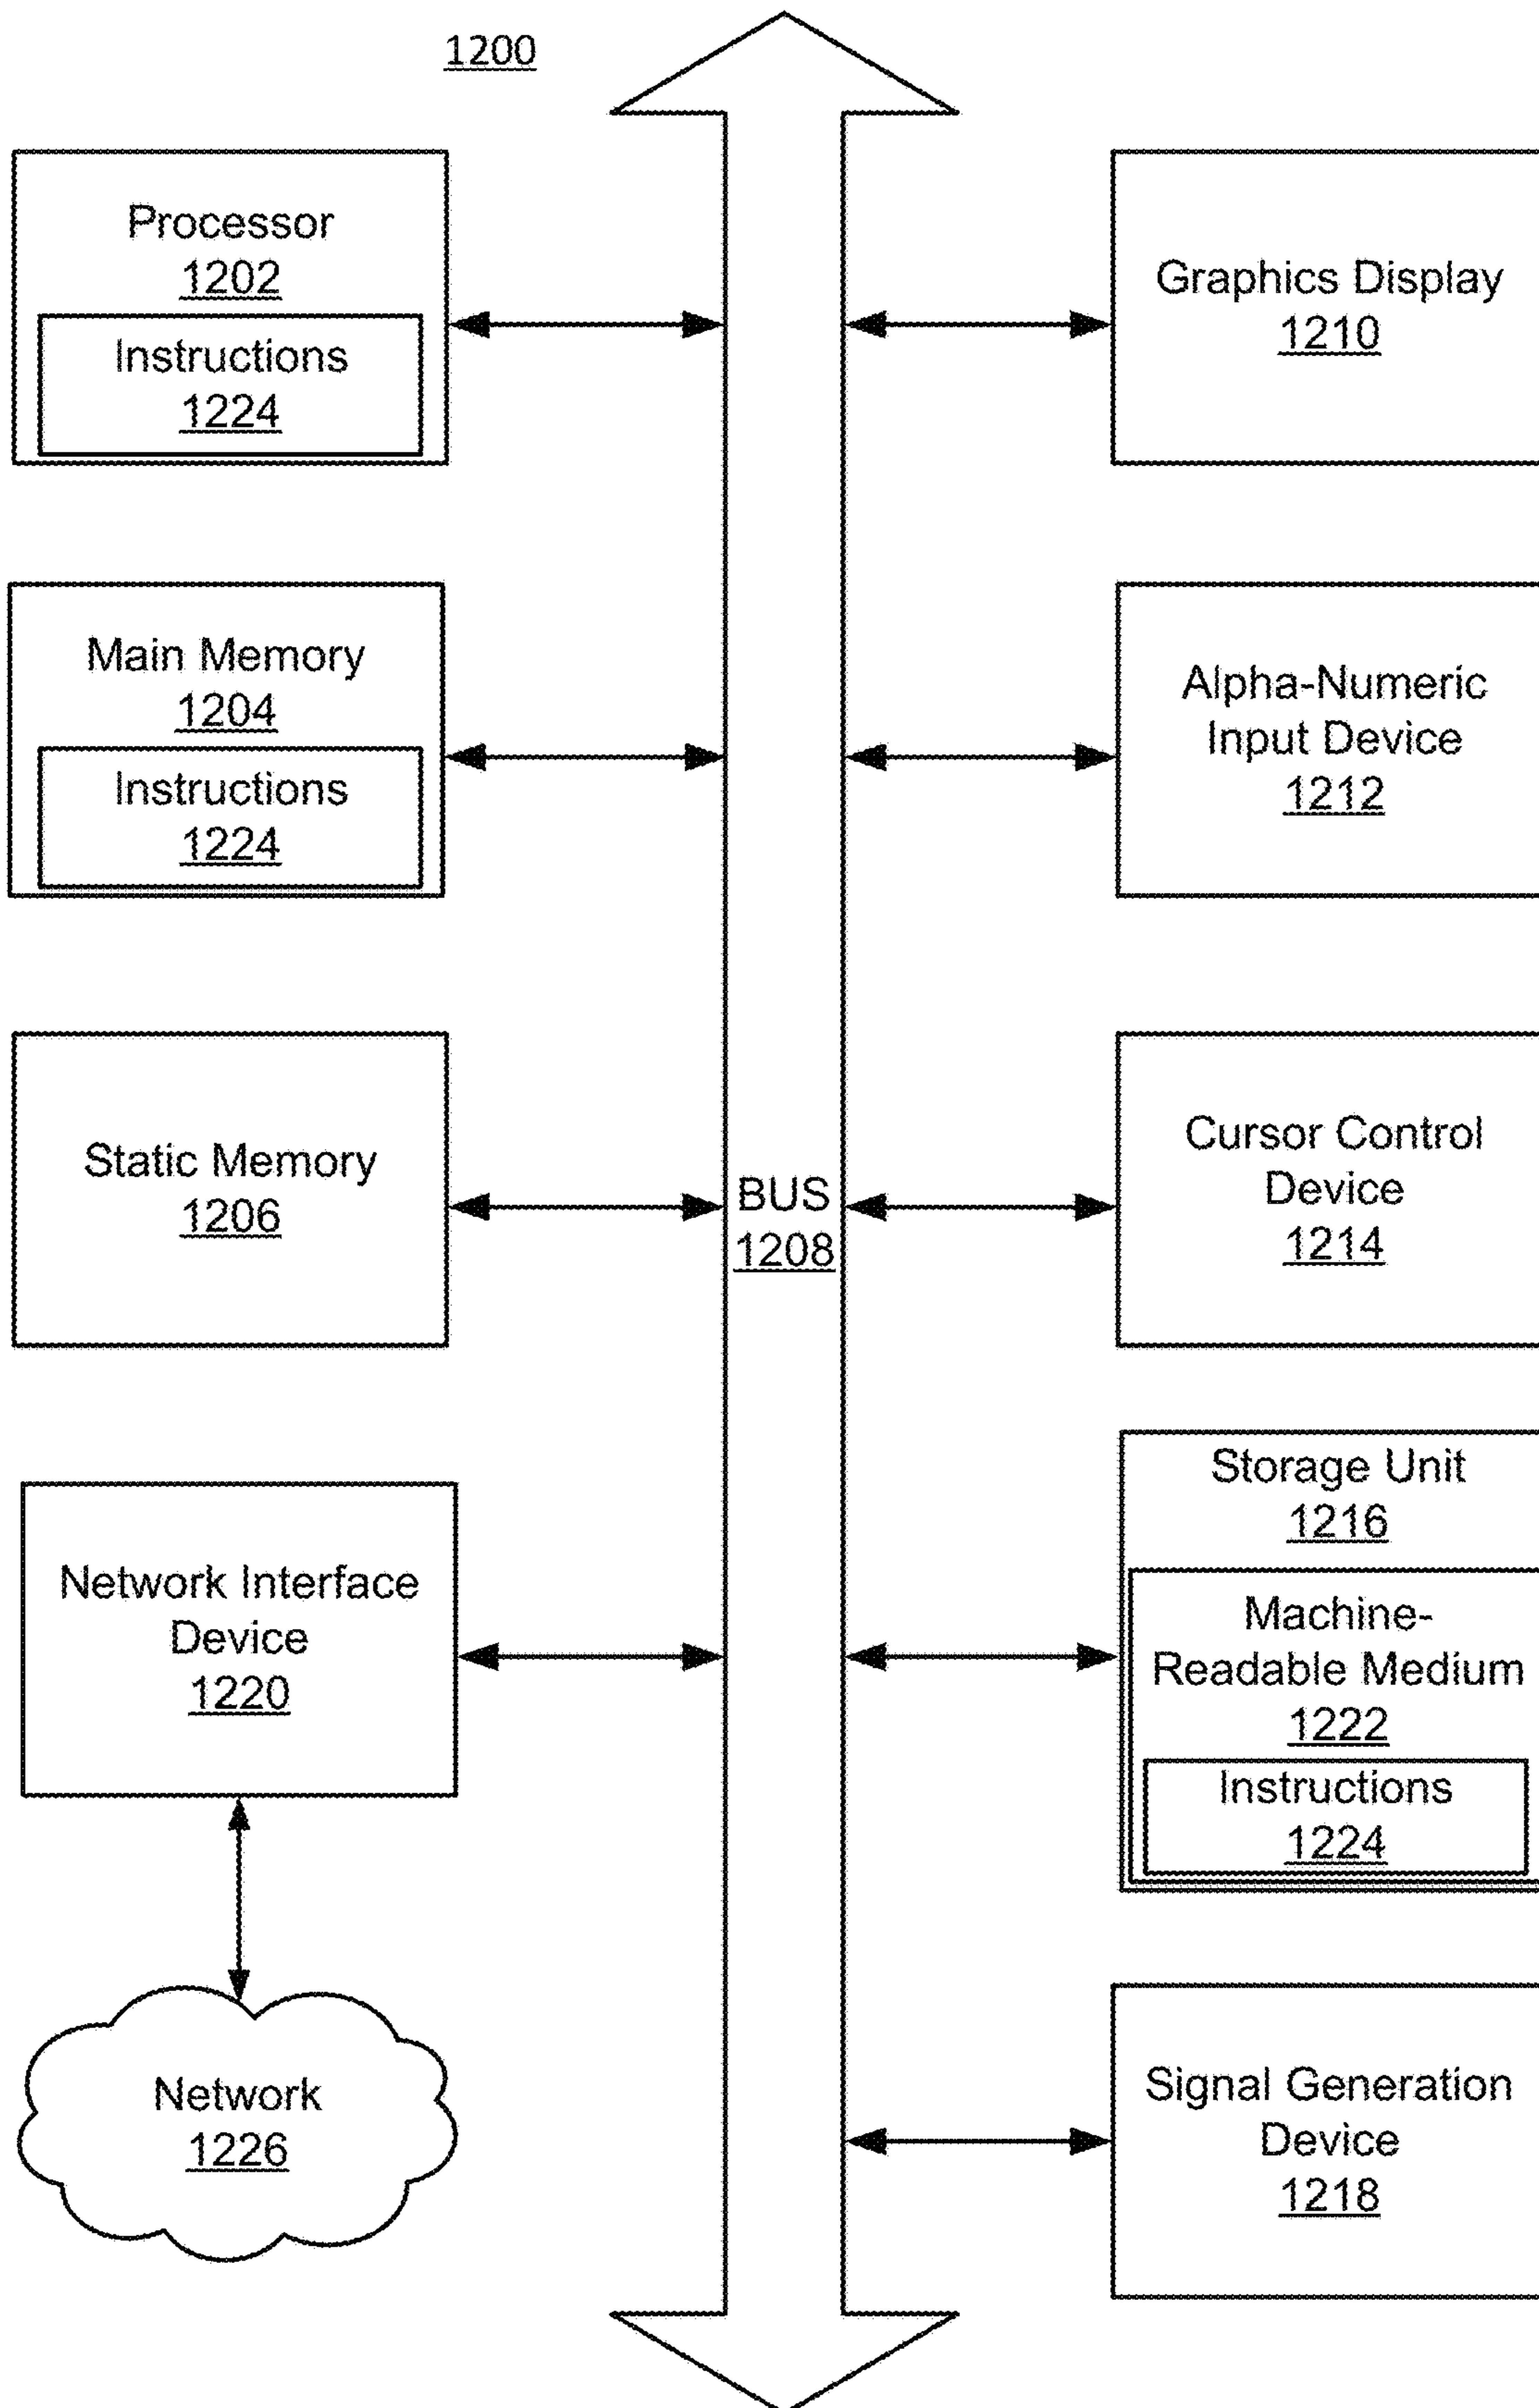 1200
Processor
1202
Instructions
1224
Main Memory
1204
Instructions
1224
Static Memory
1206
Network Interface
Device
1220
Network
1226
BUS
1208
Graphics Display
1210
Alpha-Numeric
Input Device
1212
Cursor Control
Device
1214
Storage Unit
1216
Machine-
Readable Medium
1222
Instructions
1224
Signal Generation
Device
1218